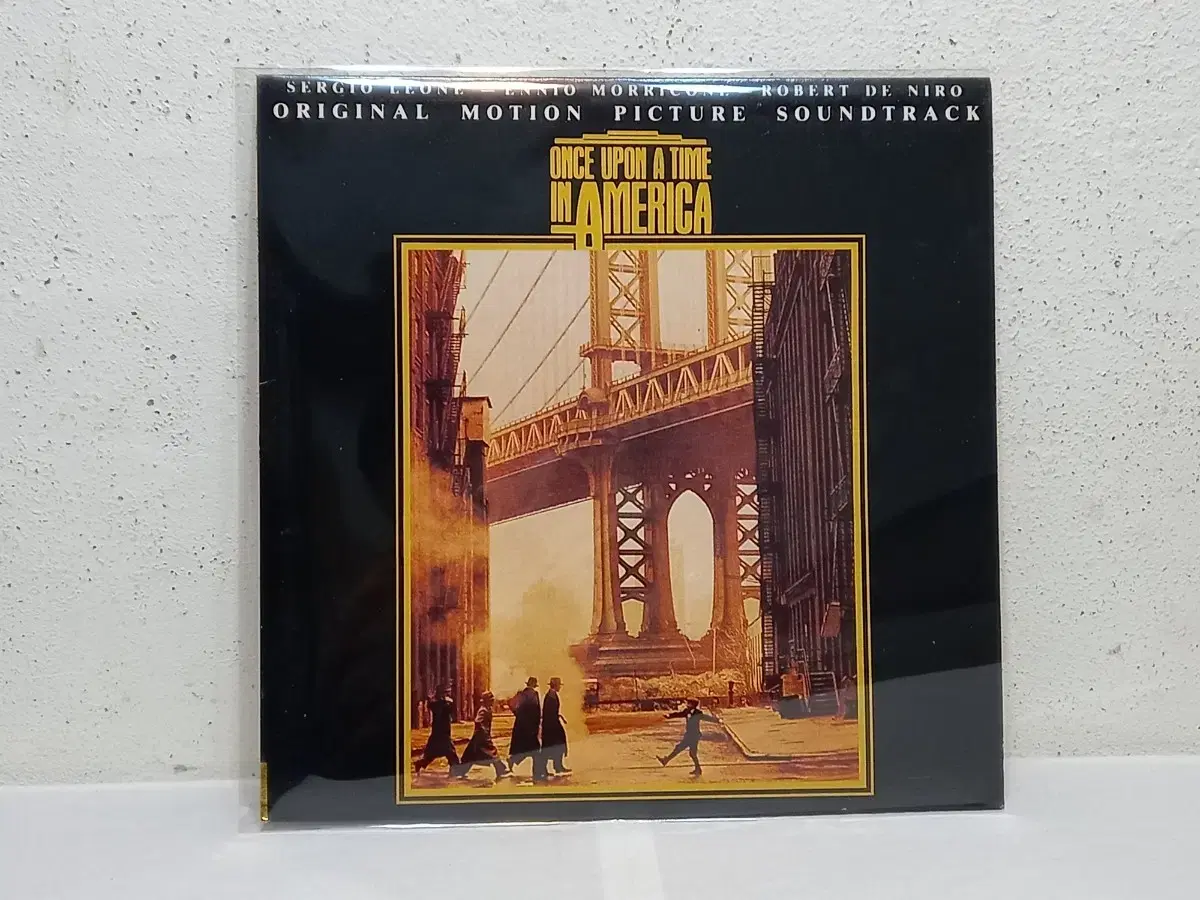 SERGIO LEONE - ENNIO MORRICONE - ROBERT DE NIRO
ORIGINAL MOTION PICTURE SOUNDTRACK
ONCE UPON A TIME
IN AMERICA